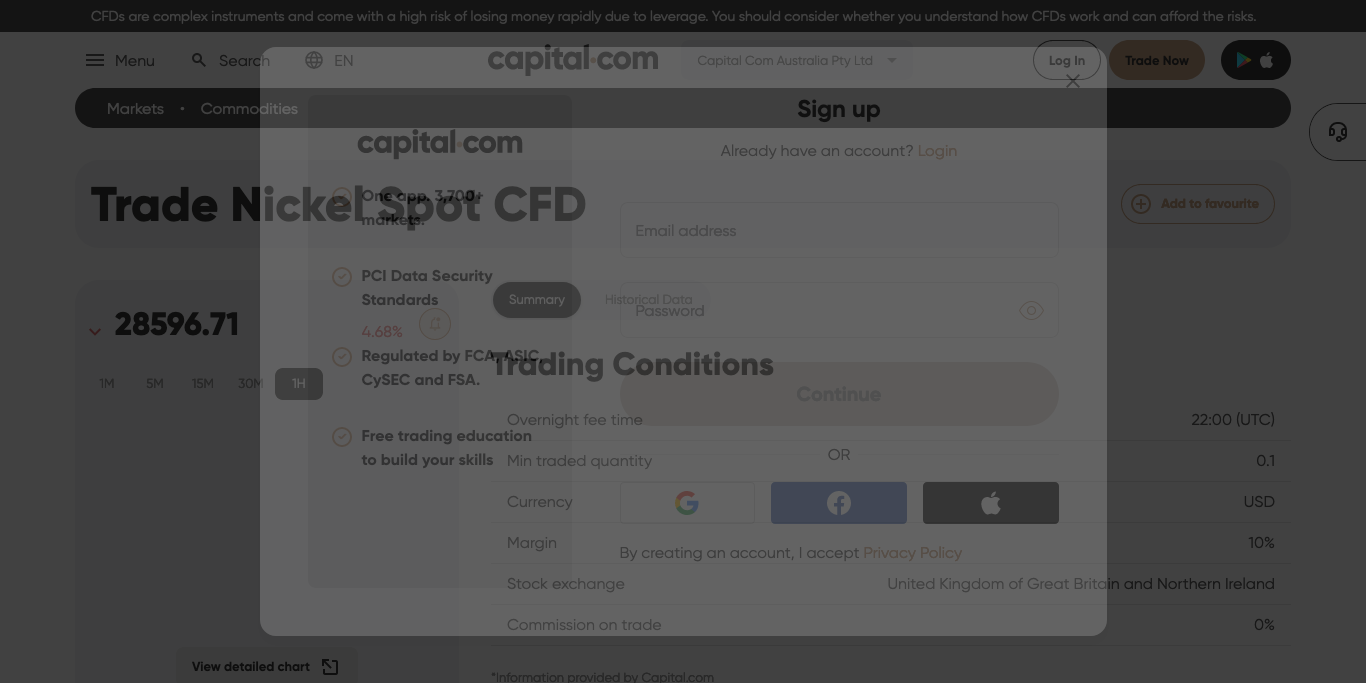 CFDs are complex instruments and come with a high risk of losing money rapidly due to leverage. You should consider whether you understand how CFDs work and can afford the risks.
Menu
Search
EN
capital.com
Capital Com Australia Pty Ltd
Log In
Trade Now
Markets • Commodities
Trade Nickel Spot CFD
Add to favourite
28596.71
4.68%
1M 5M 15M 30M 1H
View detailed chart
Summary
Historical Data
Trading Conditions
Overnight fee time 22:00 (UTC)
Min traded quantity 0.1
Currency USD
Margin 10%
Stock exchange United Kingdom of Great Britain and Northern Ireland
Commission on trade 0%
*Information provided by Capital.com
capital.com
One app. 3,700+
markets.
PCI Data Security
Standards
Regulated by FCA, ASIC,
CySEC and FSA.
Free trading education
to build your skills
Sign up
Already have an account? Login
Email address
Password
Continue
OR
By creating an account, I accept Privacy Policy